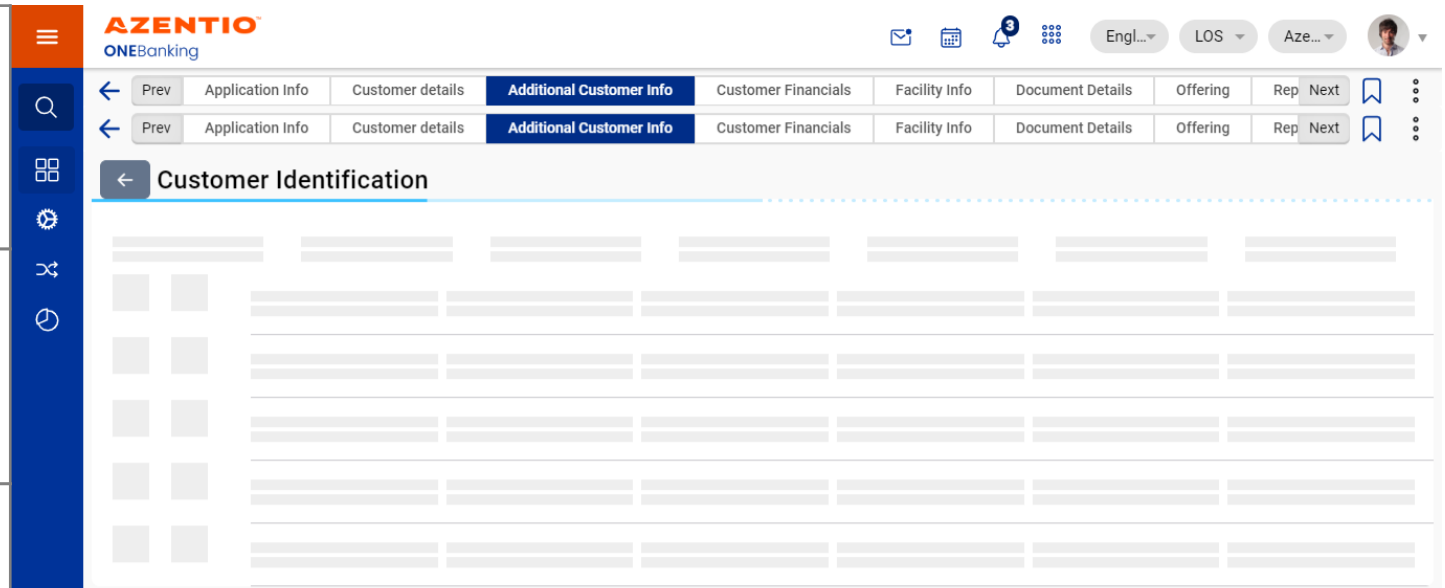 AZENTIO
ONEBanking
3
Engl...
LOS
Aze...
Prev Application Info Customer details Additional Customer Info Customer Financials Facility Info Document Details Offering Rep Next
Prev Application Info Customer details Additional Customer Info Customer Financials Facility Info Document Details Offering Rep Next
Customer Identification